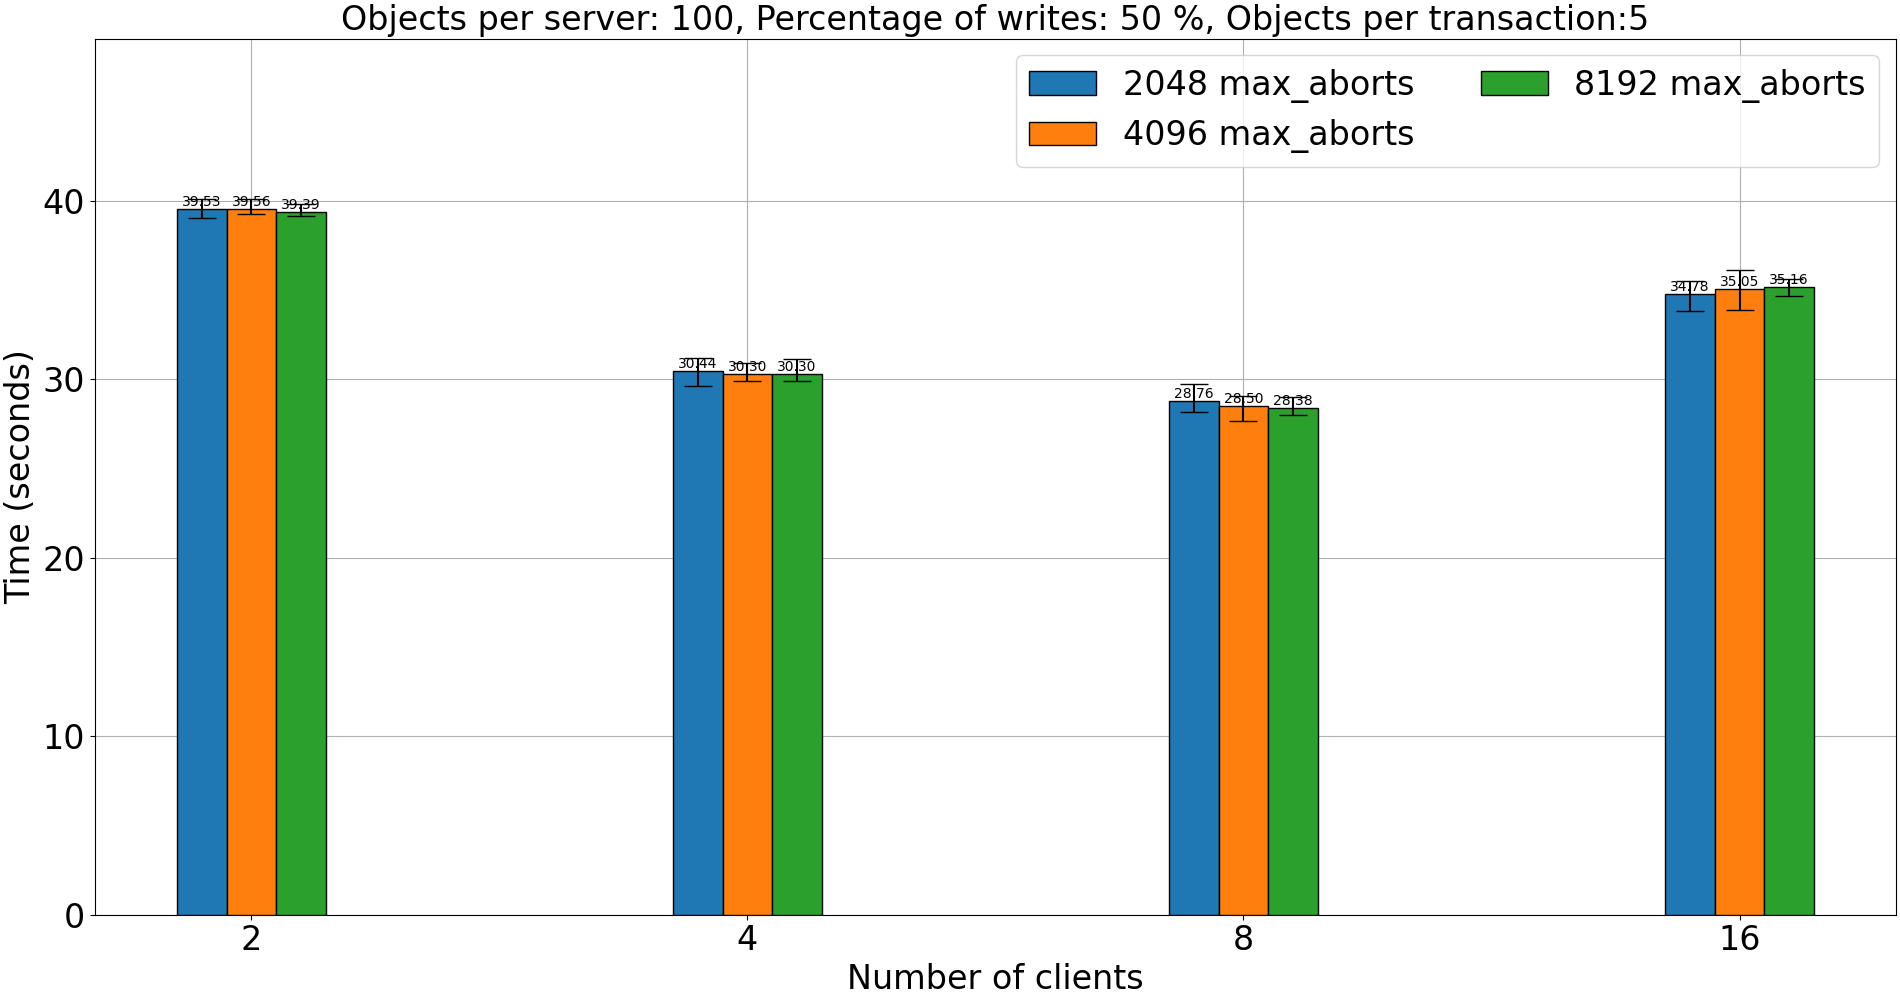 Objects per server: 100, Percentage of writes: 50 %, Objects per transaction:5
2048 max_aborts
4096 max_aborts
8192 max_aborts
Time (seconds)
40
30
20
10
0
39.53 39.56 39.39
30.44 30.30 30.30
28.76 28.50 28.38
34.78 35.05 35.16
2 4 8 16
Number of clients